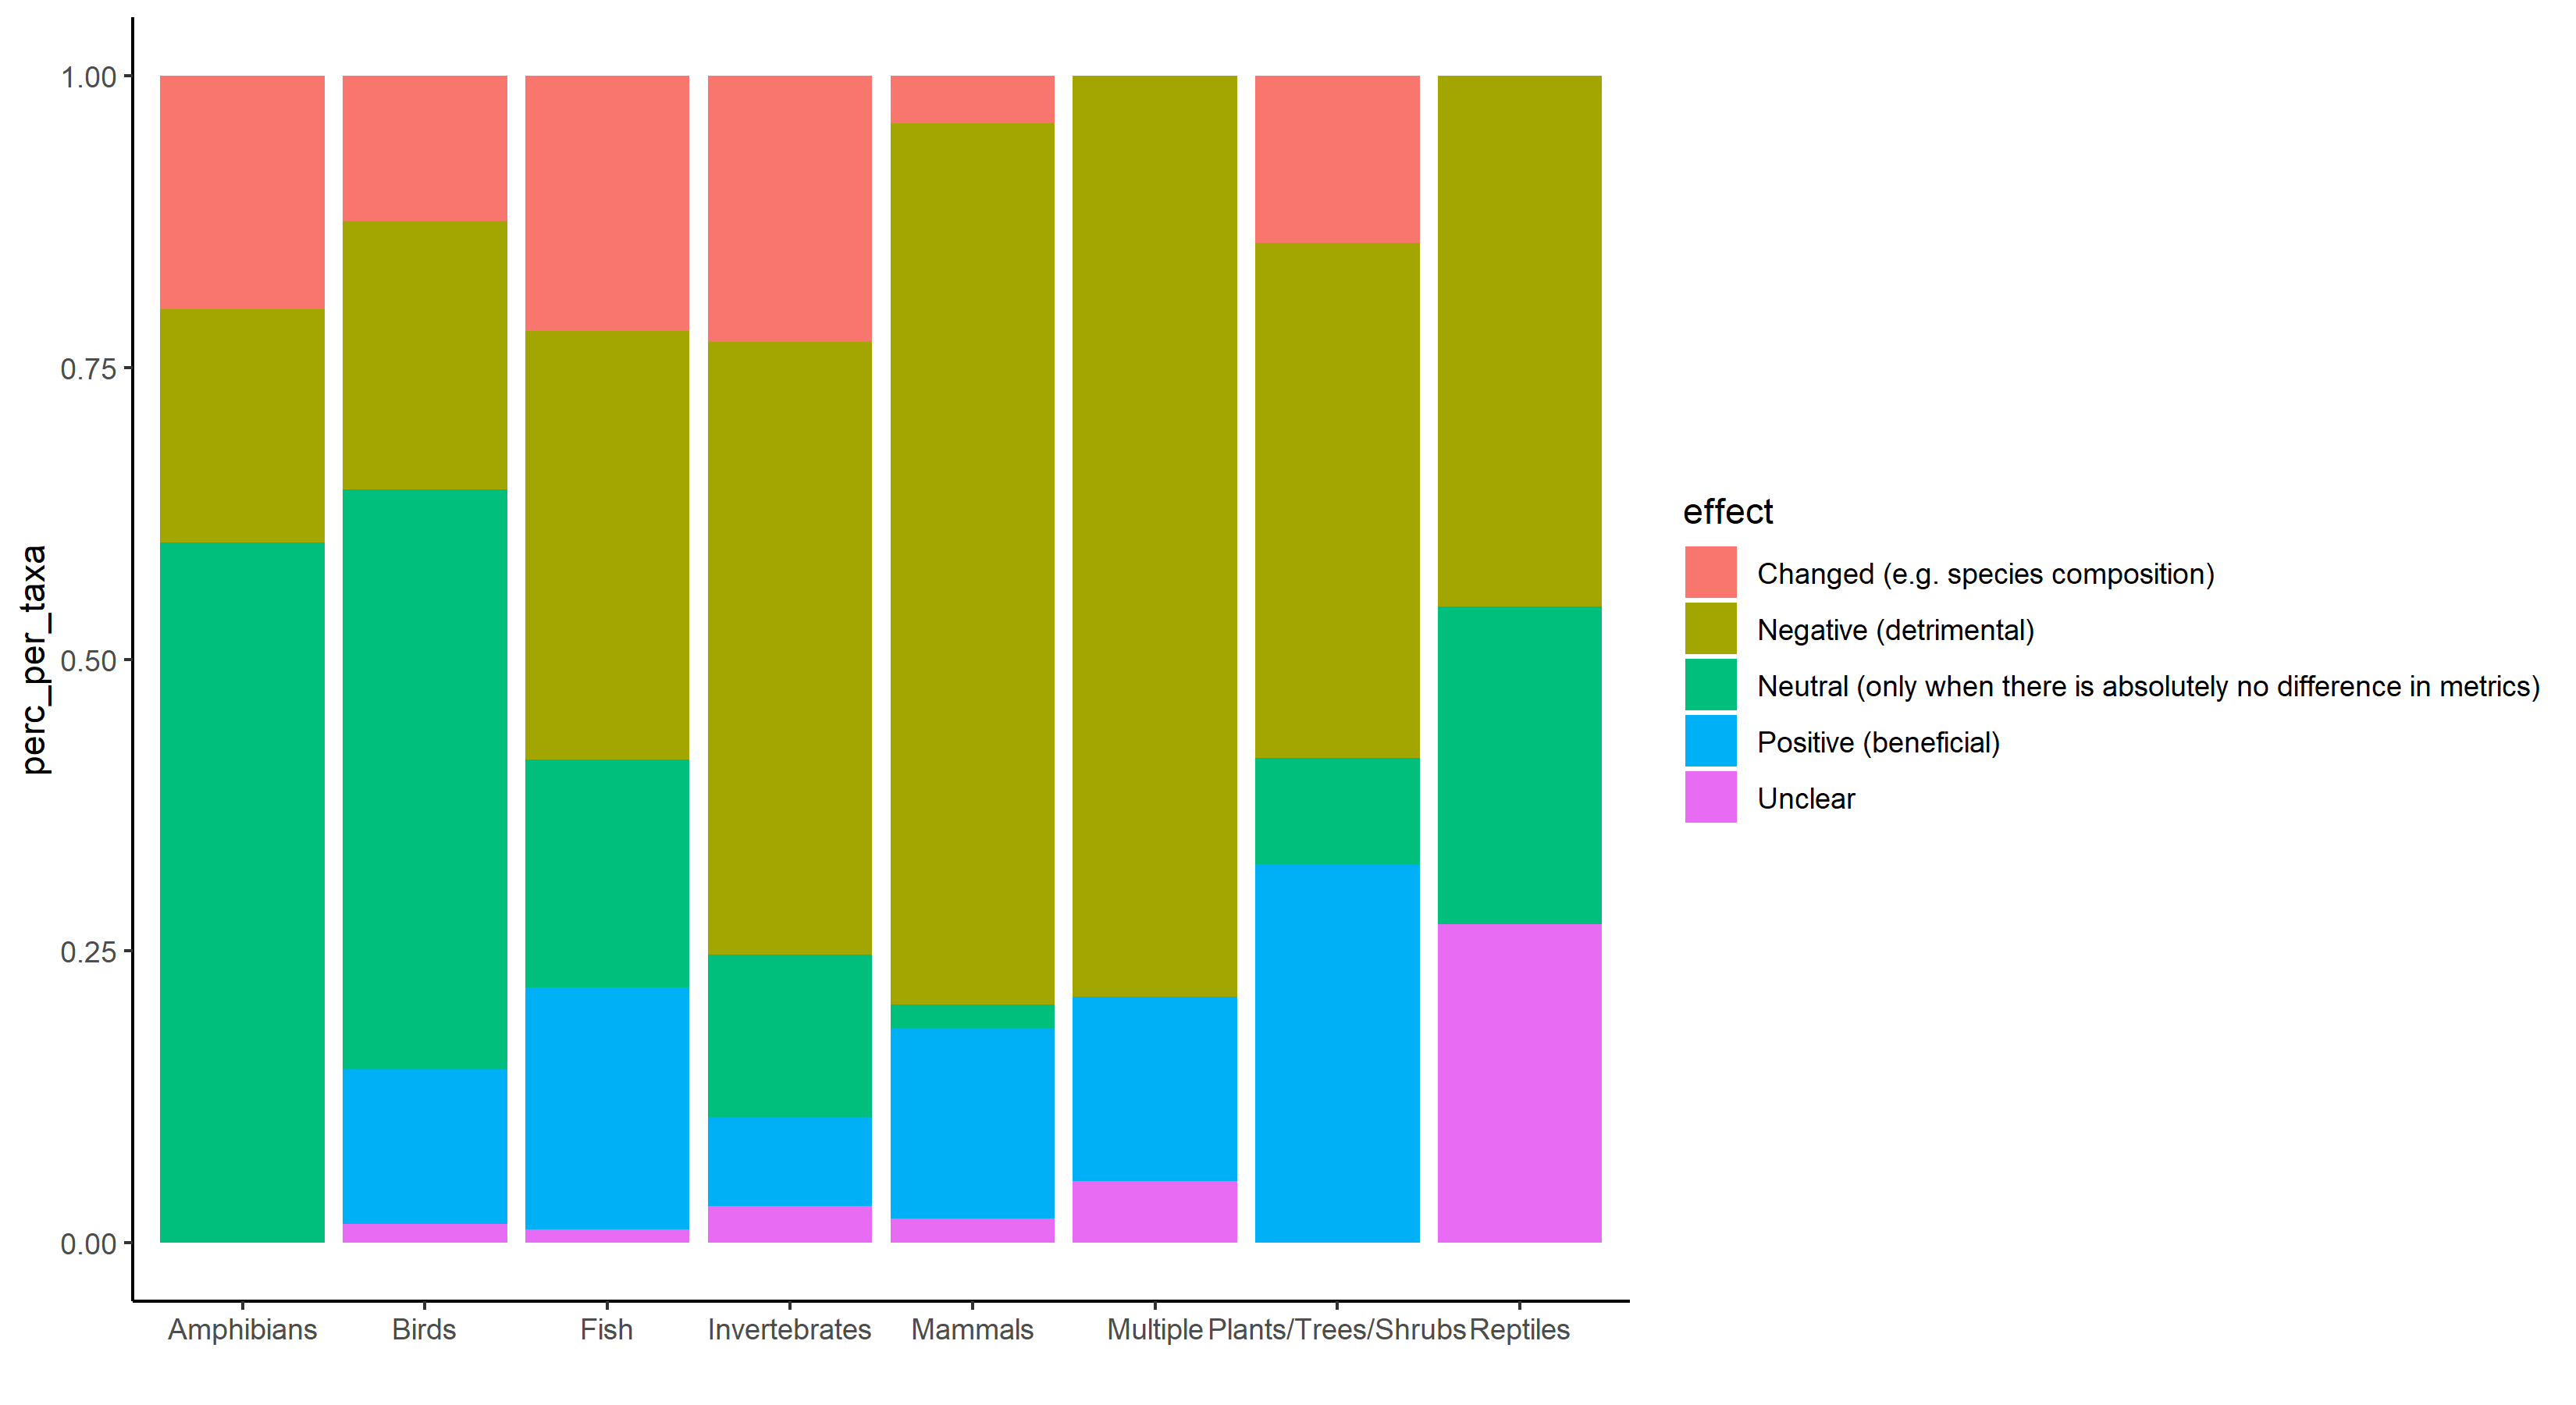 perc_per_taxa
1.00
0.75
0.50
0.25
0.00
Amphibians
Birds
Fish
Invertebrates
Mammals
Multiple
Plants/Trees/Shrubs
Reptiles
effect
Changed (e.g. species composition)
Negative (detrimental)
Neutral (only when there is absolutely no difference in metrics)
Positive (beneficial)
Unclear